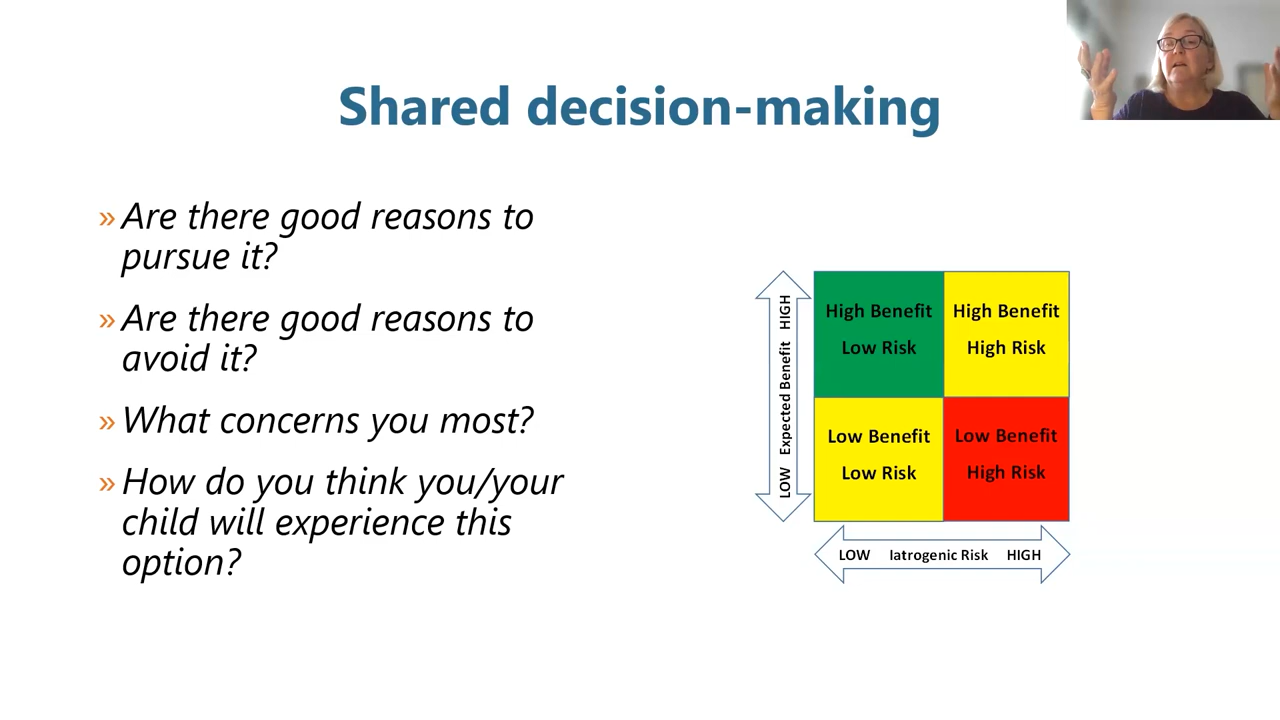 Shared decision-making
» Are there good reasons to
pursue it?
» Are there good reasons to
avoid it?
» What concerns you most?
» How do you think you/your
child will experience this
option?
LOW Expected Benefit HIGH
High Benefit
Low Risk
High Benefit
High Risk
Low Benefit
Low Risk
Low Benefit
High Risk
LOW Iatrogenic Risk HIGH